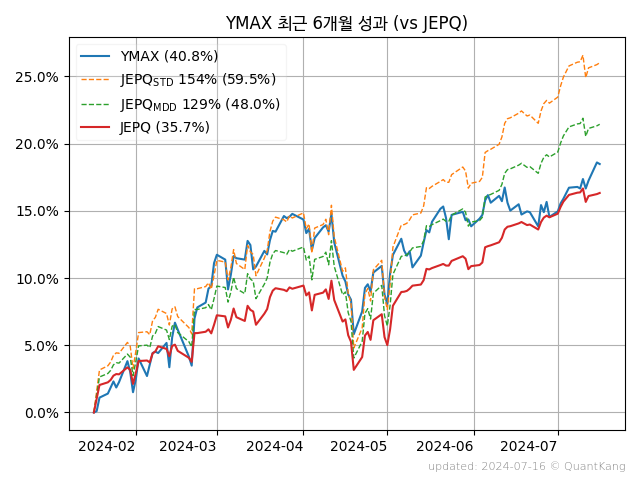 YMAX 최근 6개월 성과 (vs JEPQ)
YMAX (40.8%)
JEPQSTD 154% (59.5%)
JEPQMDD 129% (48.0%)
JEPQ (35.7%)
25.0%
20.0%
15.0%
10.0%
5.0%
0.0%
2024-02 2024-03 2024-04 2024-05 2024-06 2024-07
updated: 2024-07-16 © QuantKang